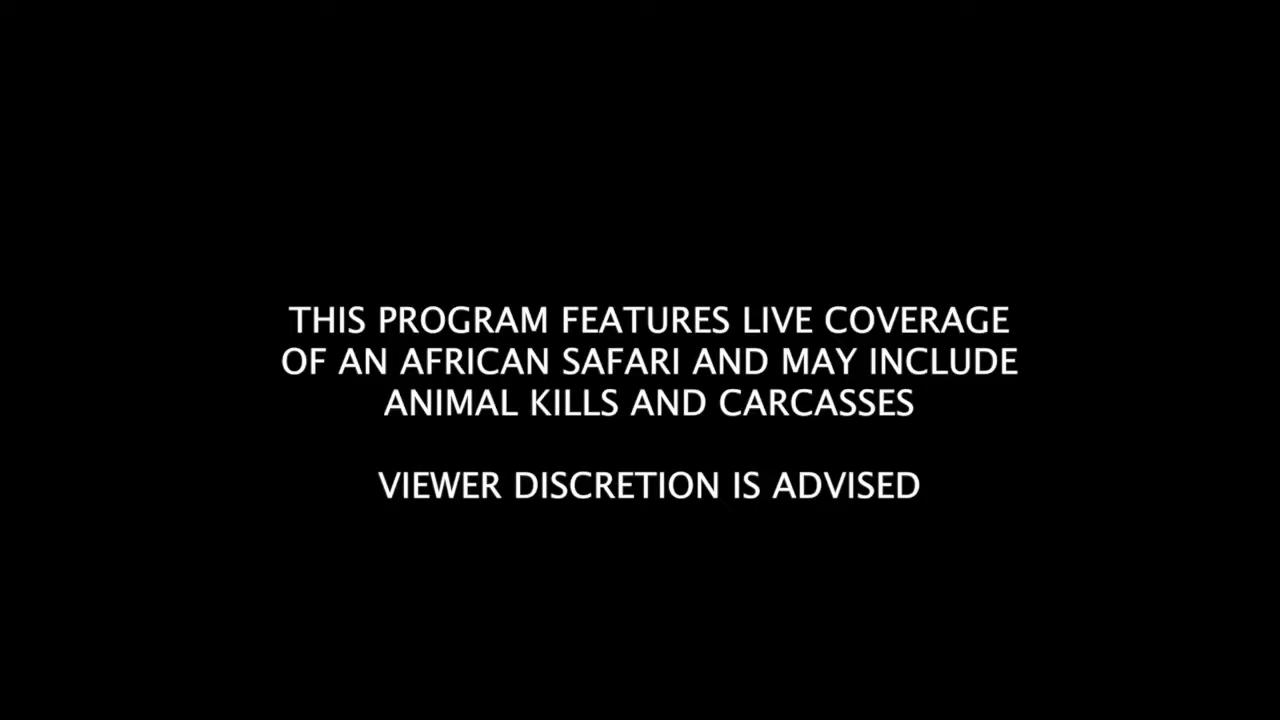 THIS PROGRAM FEATURES LIVE COVERAGE
OF AN AFRICAN SAFARI AND MAY INCLUDE
ANIMAL KILLS AND CARCASSES
VIEWER DISCRETION IS ADVISED